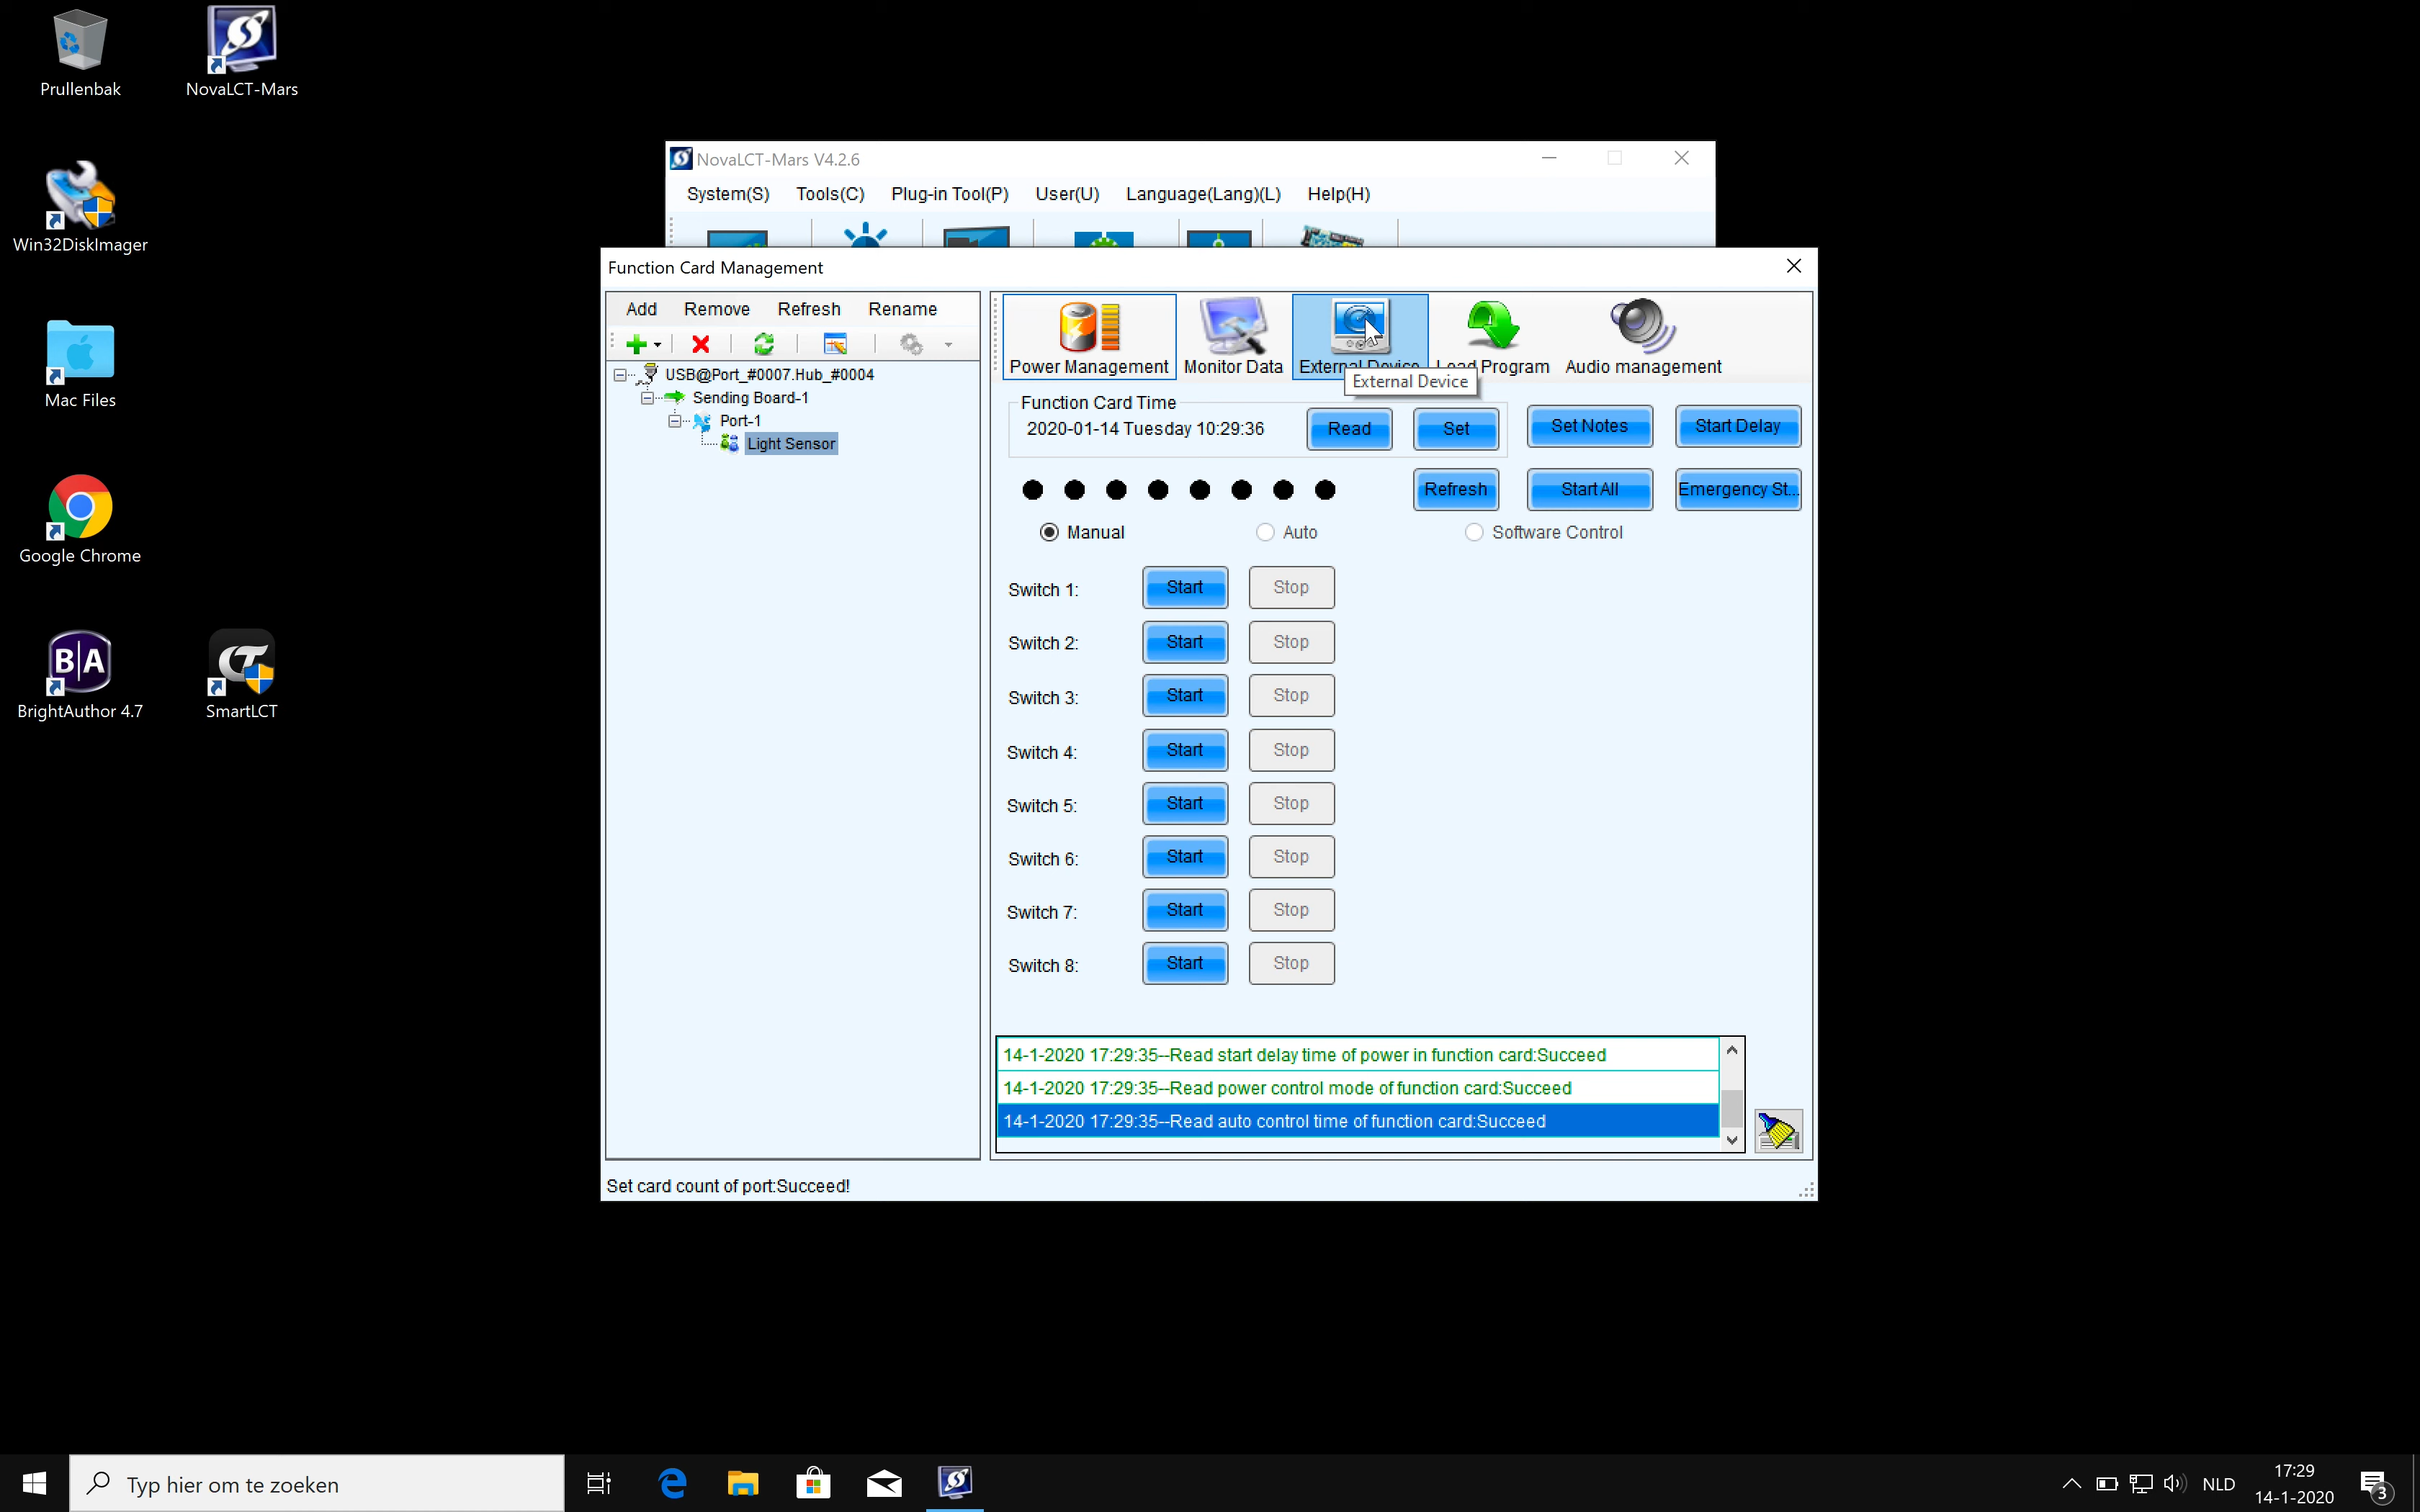 Prullenbak
NovaLCT-Mars
Win32DiskImager
Mac Files
Google Chrome
BrightAuthor 4.7
SmartLCT
NovaLCT-Mars V4.2.6
System(S) Tools(C) Plug-in Tool(P) User(U) Language(Lang)(L) Help(H)
Function Card Management
Add Remove Refresh Rename
USB@Port_#0007.Hub_#0004
Sending Board-1
Port-1
Light Sensor
Power Management Monitor Data External Device Load Program Audio management
External Device
Function Card Time
2020-01-14 Tuesday 10:29:36 Read Set Set Notes Start Delay
Refresh Start All Emergency St...
Manual Auto Software Control
Switch 1: Start Stop
Switch 2: Start Stop
Switch 3: Start Stop
Switch 4: Start Stop
Switch 5: Start Stop
Switch 6: Start Stop
Switch 7: Start Stop
Switch 8: Start Stop
14-1-2020 17:29:35--Read start delay time of power in function card:Succeed
14-1-2020 17:29:35--Read power control mode of function card:Succeed
14-1-2020 17:29:35--Read auto control time of function card:Succeed
Set card count of port:Succeed!
Typ hier om te zoeken
NLD
17:29
14-1-2020
3